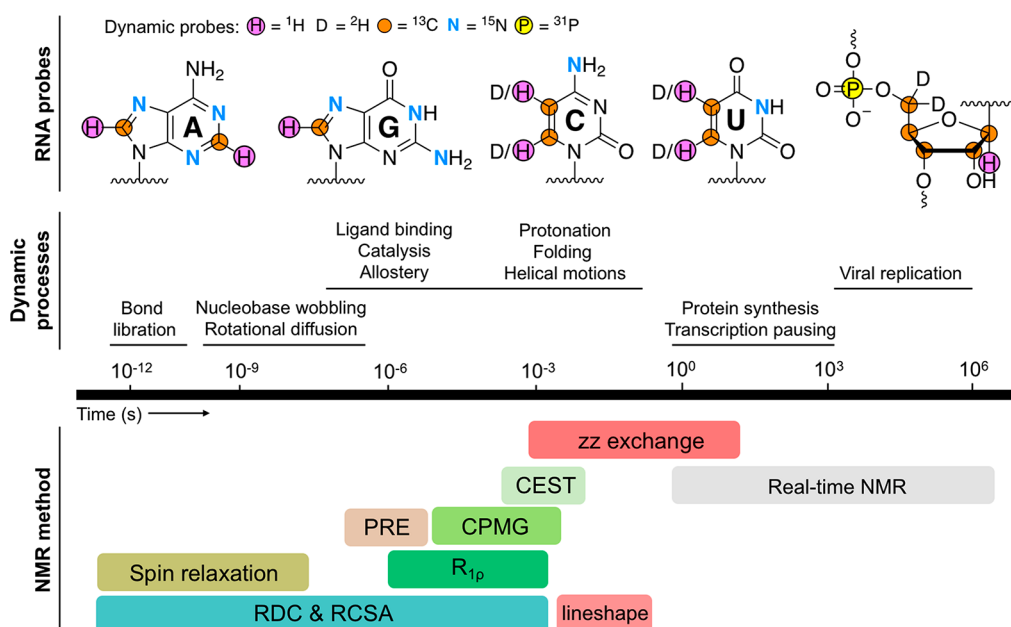 Dynamic probes: H = ¹H D = ²H = ¹³C N = ¹⁵N P = ³¹P
RNA probes
NH₂
N
N
H
A
N
N
H
O
N
NH
H
G
N
N
NH₂
NH₂
D/H
N
C
D/H
N
O
O
D/H
NH
U
D/H
N
O
O
O
P
O
O⁻
D
D
O
H
O
OH
Dynamic
processes
Ligand binding
Catalysis
Allostery
Protonation
Folding
Helical motions
Viral replication
Bond
libration
Nucleobase wobbling
Rotational diffusion
Protein synthesis
Transcription pausing
10⁻¹² 10⁻⁹ 10⁻⁶ 10⁻³ 10⁰ 10³ 10⁶
Time (s)
NMR method
zz exchange
CEST
Real-time NMR
PRE
CPMG
Spin relaxation
R₁ρ
RDC & RCSA
lineshape